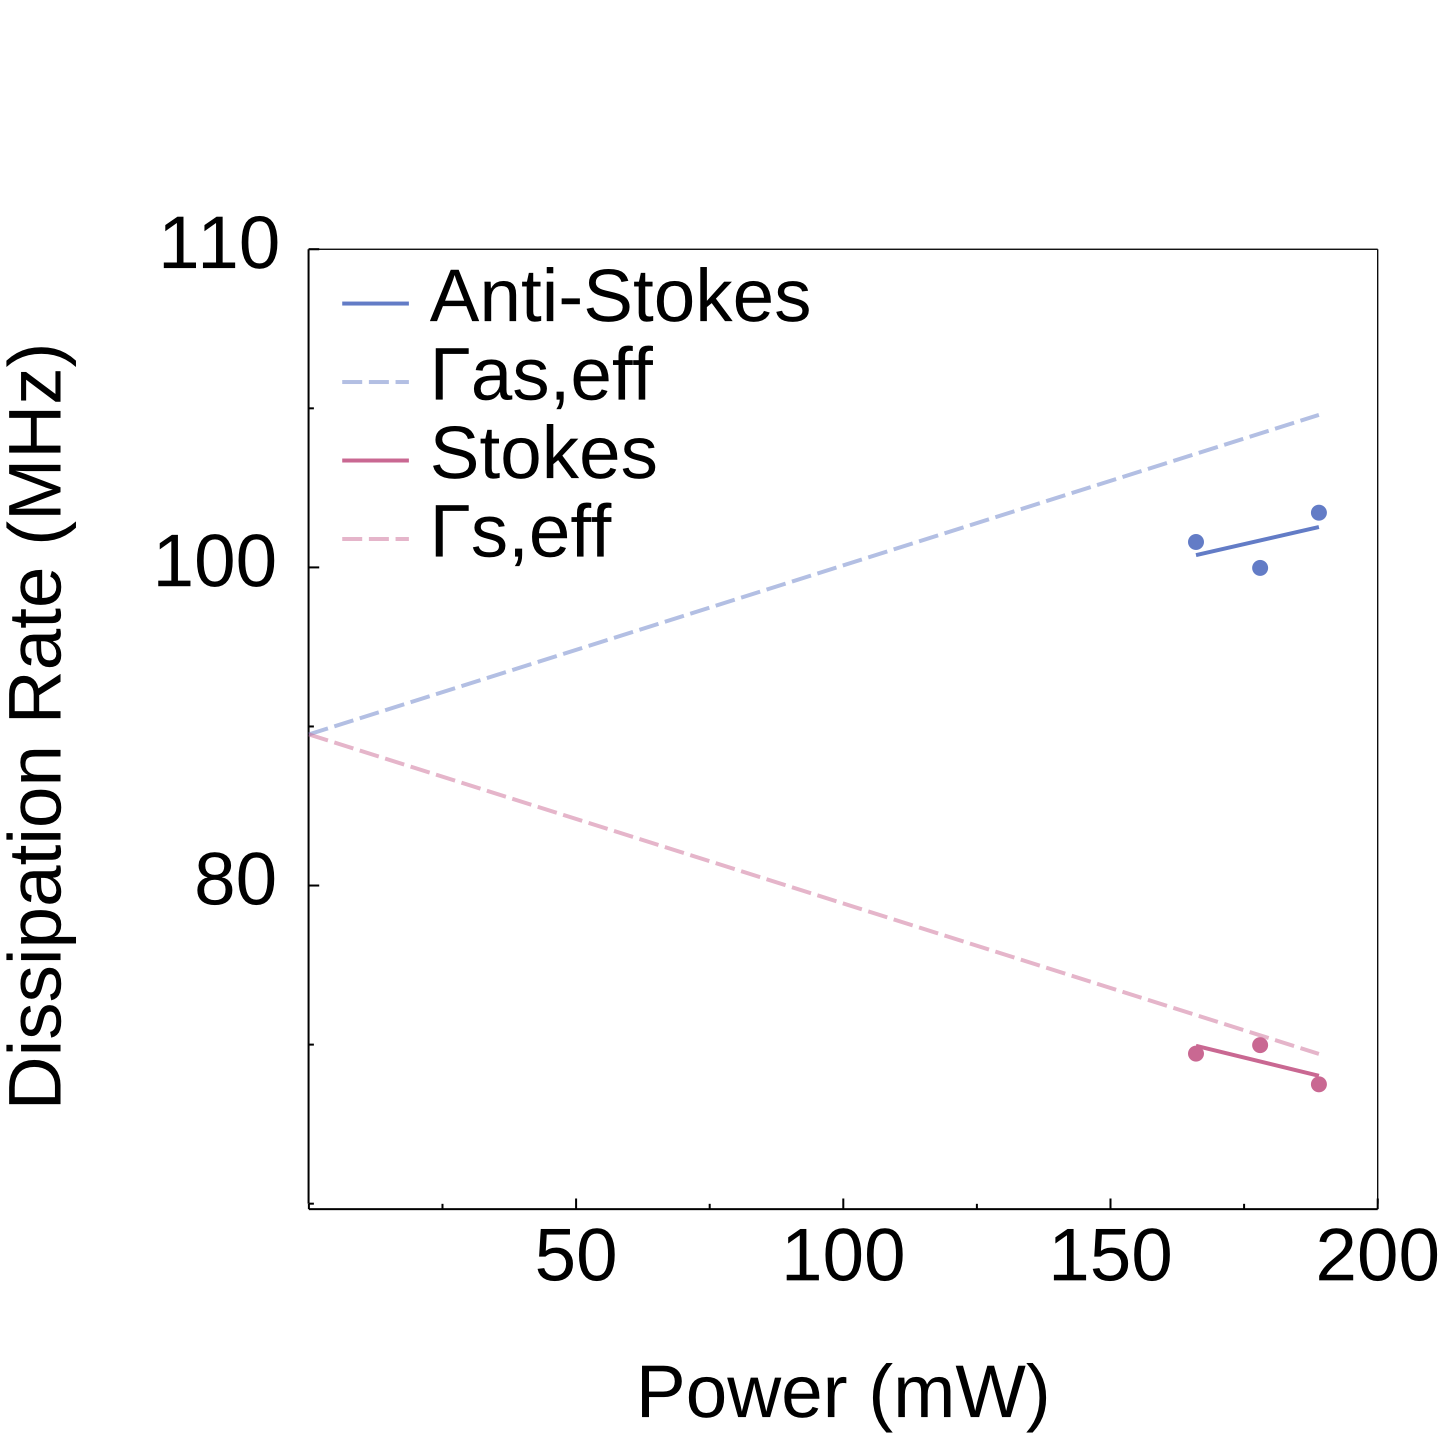 110
Anti-Stokes
Γas,eff
Stokes
Γs,eff
100
80
Dissipation Rate (MHz)
50 100 150 200
Power (mW)